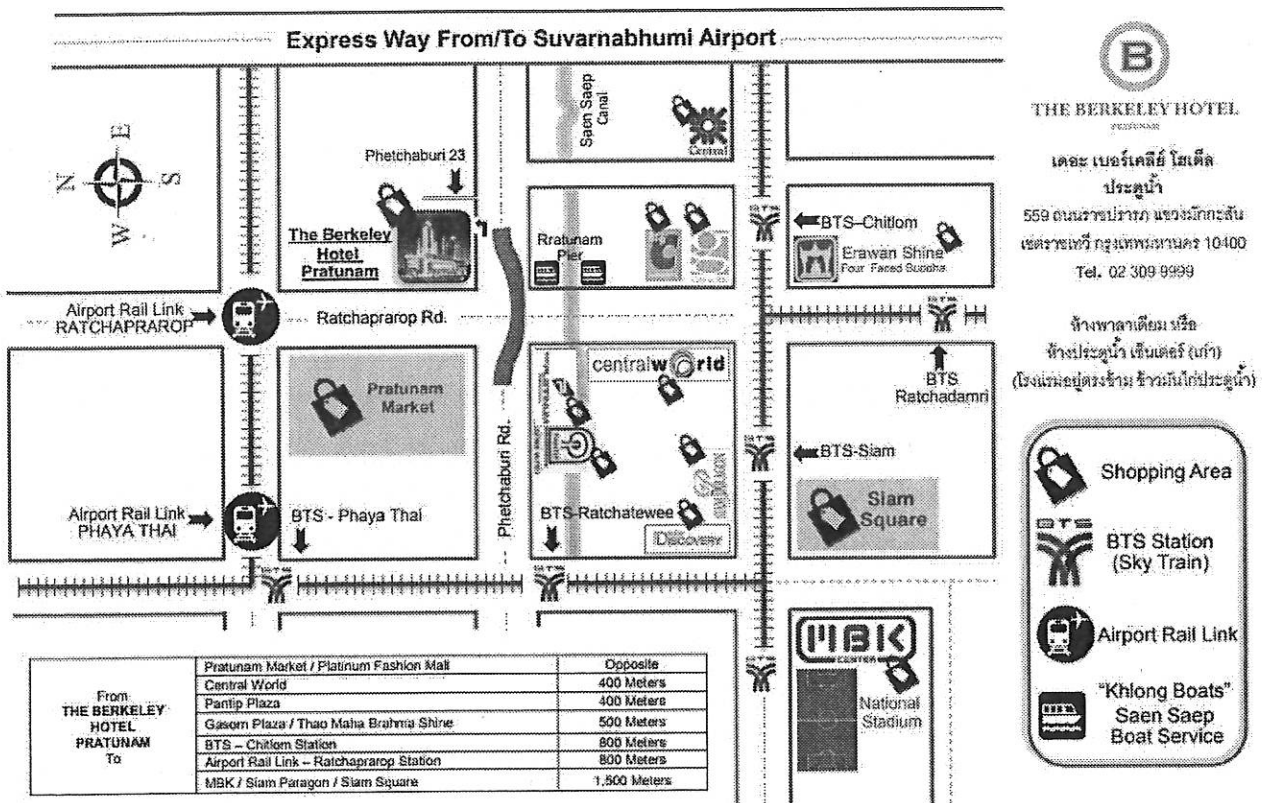 Express Way From/To Suvarnabhumi Airport
N
E
S
W
Phetchaburi 23
The Berkeley
Hotel
Pratunam
Saen Saep
Canal
Central
Rratunam
Pier
BTS
BTS–Chitlom
Erawan Shine
Four Faced Buddha
Airport Rail Link
RATCHAPRAROP
Ratchaprarop Rd.
BTS
BTS
Ratchadamri
Pratunam
Market
Phetchaburi Rd.
centralworld
BTS
BTS-Siam
Siam
Square
Airport Rail Link
PHAYA THAI
BTS - Phaya Thai
BTS-Ratchatewee
DISCOVERY
BTS
BTS
BTS
MBK
CENTER
National
Stadium
From
THE BERKELEY
HOTEL
PRATUNAM
To
Pratunam Market / Platinum Fashion Mall Opposite
Central World 400 Meters
Pantip Plaza 400 Meters
Gasorn Plaza / Thao Maha Brahma Shine 500 Meters
BTS – Chitlom Station 800 Meters
Airport Rail Link – Ratchaprarop Station 800 Meters
MBK / Siam Paragon / Siam Square 1,500 Meters
B
THE BERKELEY HOTEL
PRATUNAM
เดอะ เบอร์เคลีย์ โฮเต็ล
ประตูน้ำ
559 ถนนราชปรารภ แขวงมักกะสัน
เขตราชเทวี กรุงเทพมหานคร 10400
Tel. 02 309 9999
ห้างพาลาเดียม หรือ
ห้างประตูน้ำ เซ็นเตอร์ (เก่า)
(โรงแรมอยู่ตรงข้าม ข้าวมันไก่ประตูน้ำ)
Shopping Area
BTS
BTS Station
(Sky Train)
Airport Rail Link
"Khlong Boats"
Saen Saep
Boat Service